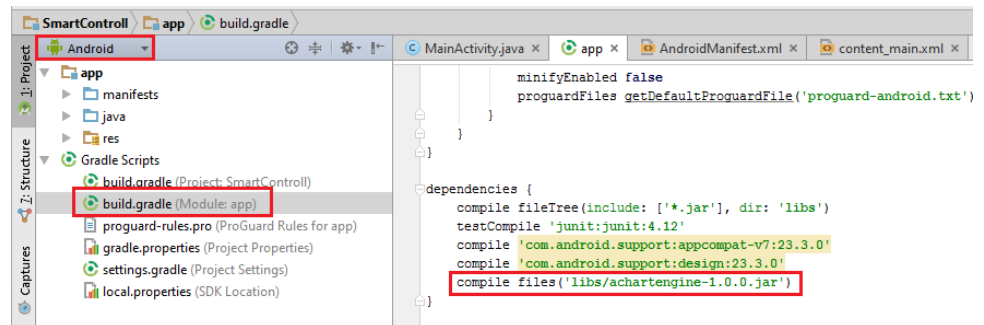 SmartControll app build.gradle
Android
MainActivity.java × app × AndroidManifest.xml × content_main.xml ×
1: Project
7: Structure
Captures
app
manifests
java
res
Gradle Scripts
build.gradle (Project: SmartControll)
build.gradle (Module: app)
proguard-rules.pro (ProGuard Rules for app)
gradle.properties (Project Properties)
settings.gradle (Project Settings)
local.properties (SDK Location)
minifyEnabled false
proguardFiles getDefaultProguardFile('proguard-android.txt')
}
}
}
dependencies {
compile fileTree(include: ['*.jar'], dir: 'libs')
testCompile 'junit:junit:4.12'
compile 'com.android.support:appcompat-v7:23.3.0'
compile 'com.android.support:design:23.3.0'
compile files('libs/achartengine-1.0.0.jar')
}